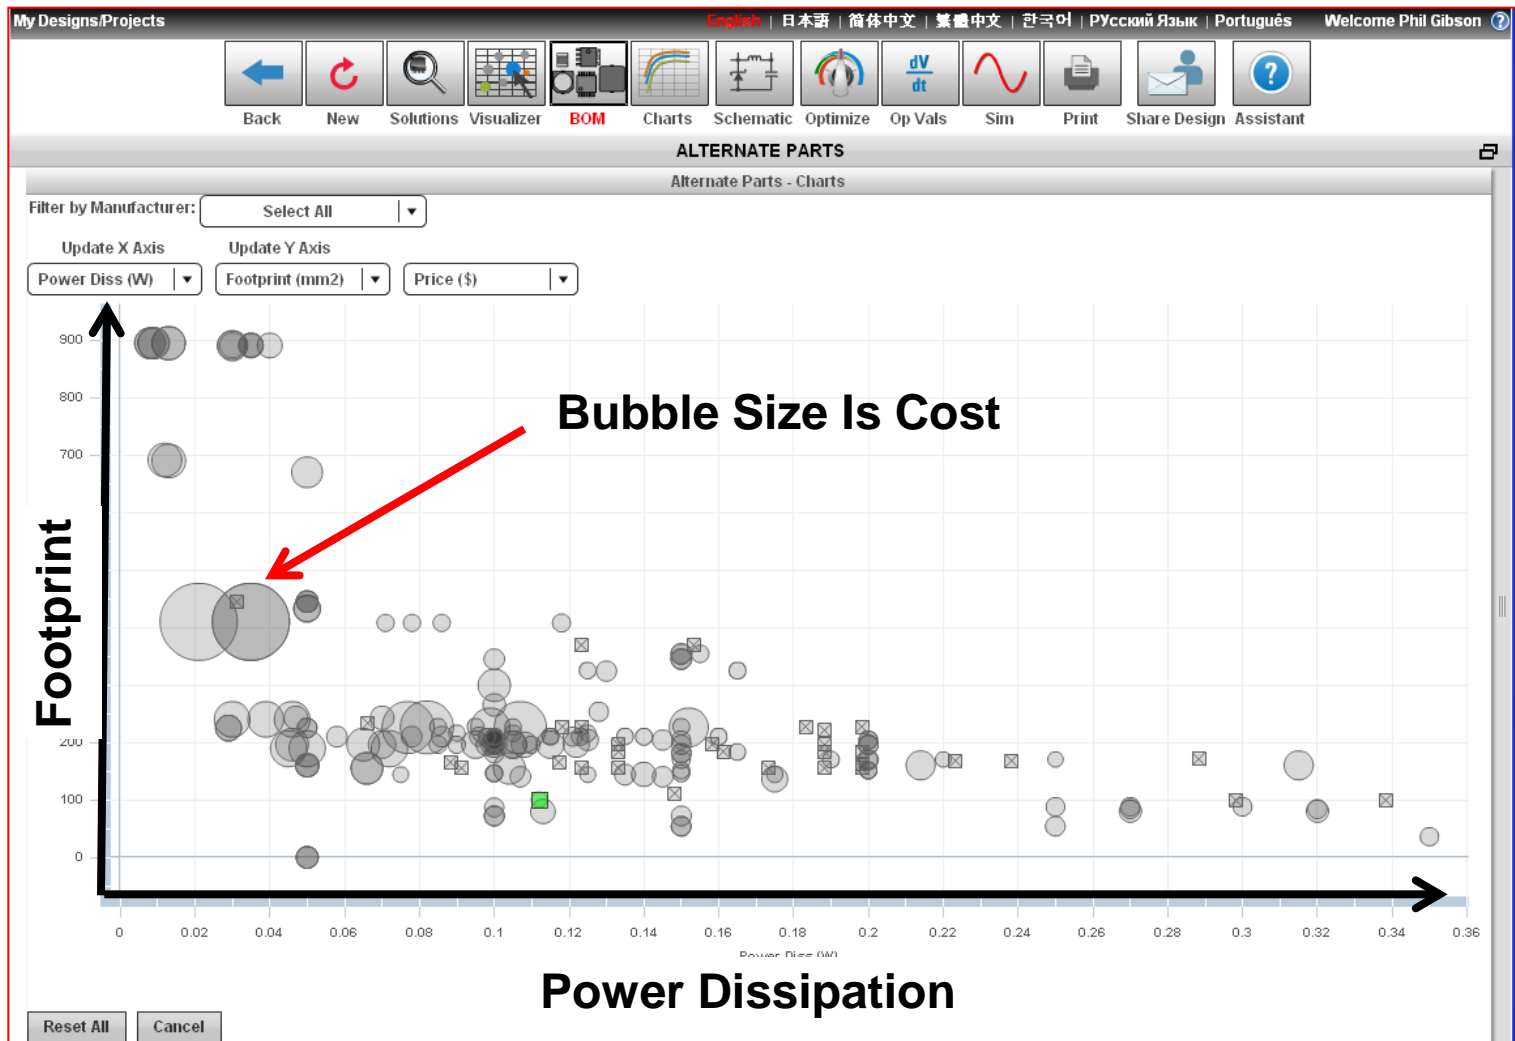 My Designs/Projects
English | 日本語 | 简体中文 | 繁體中文 | 한국어 | РУсский Язык | Português Welcome Phil Gibson ?
dV
dt
?
Back New Solutions Visualizer BOM Charts Schematic Optimize Op Vals Sim Print Share Design Assistant
ALTERNATE PARTS
Alternate Parts - Charts
Filter by Manufacturer: Select All
Update X Axis Update Y Axis
Power Diss (W) Footprint (mm2) Price ($)
900
800
Bubble Size Is Cost
700
Footprint
200
100
0
0 0.02 0.04 0.06 0.08 0.1 0.12 0.14 0.16 0.18 0.2 0.22 0.24 0.26 0.28 0.3 0.32 0.34 0.36
Power Diss (W)
Power Dissipation
Reset All Cancel